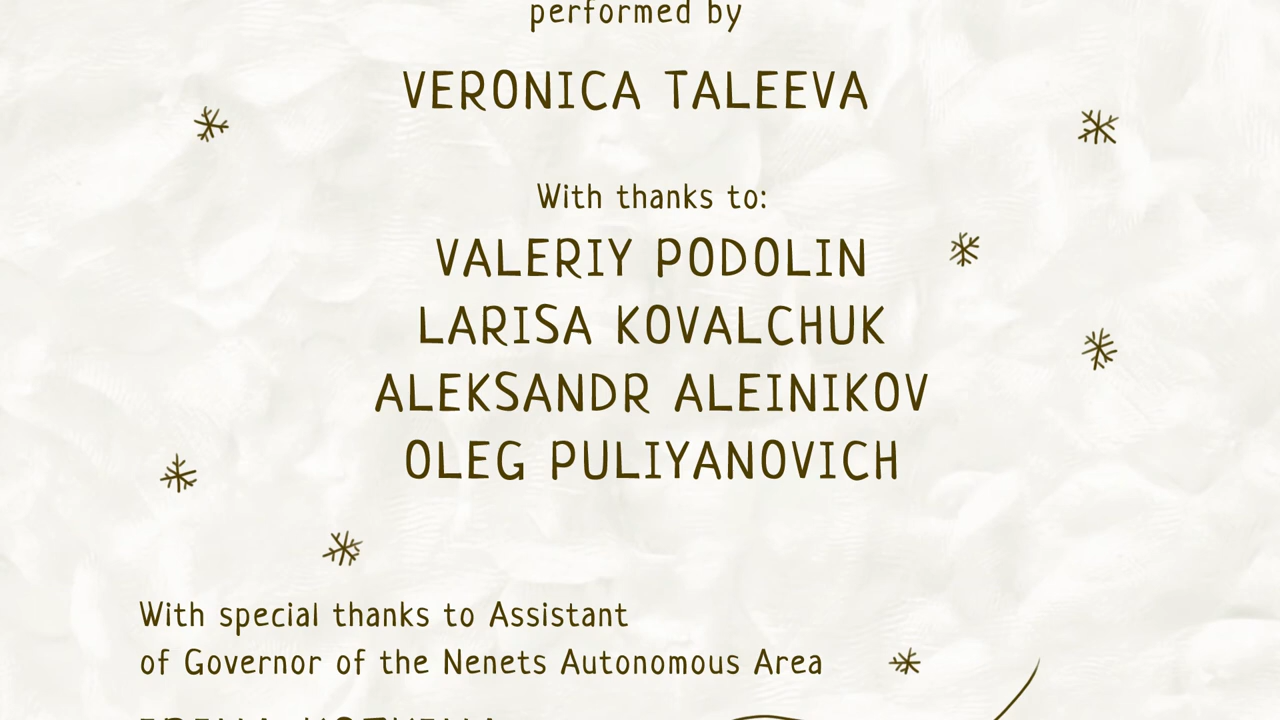 performed by
VERONICA TALEEVA
With thanks to:
VALERIY PODOLIN
LARISA KOVALCHUK
ALEKSANDR ALEINIKOV
OLEG PULIYANOVICH
With special thanks to Assistant
of Governor of the Nenets Autonomous Area